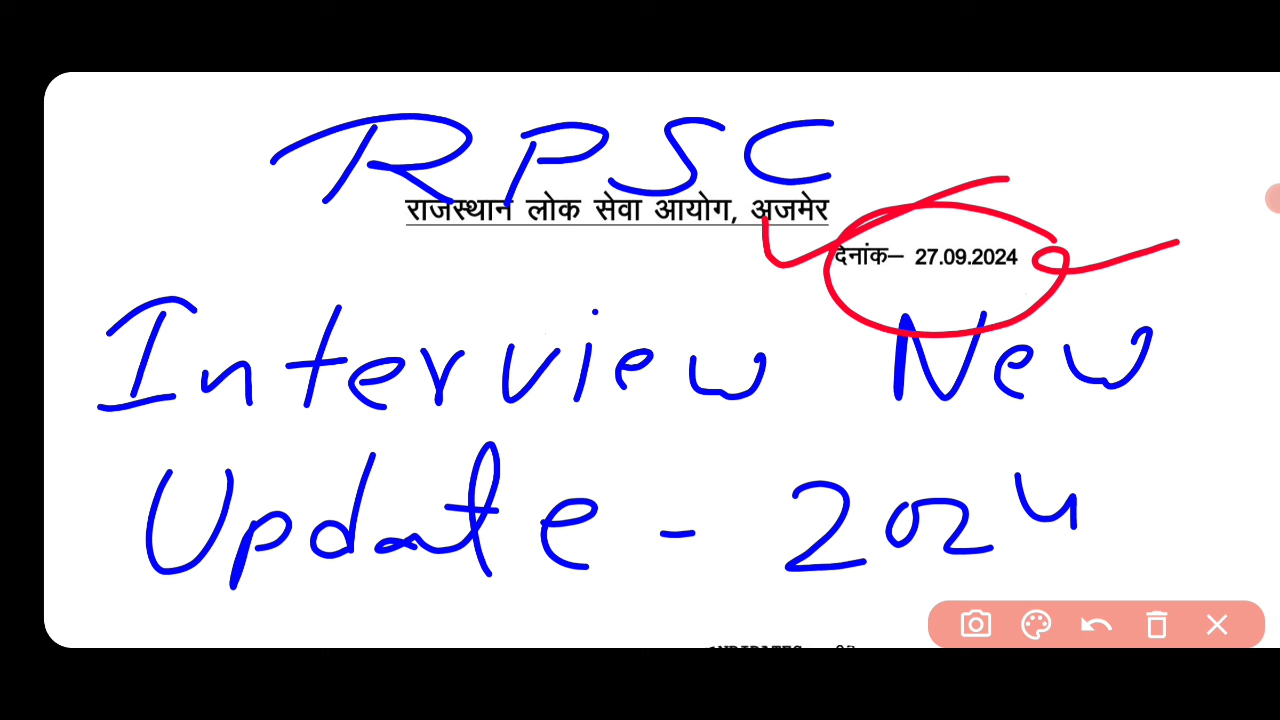 RPSC
राजस्थान लोक सेवा आयोग, अजमेर
दिनांक– 27.09.2024
Interview New
Update - 2024